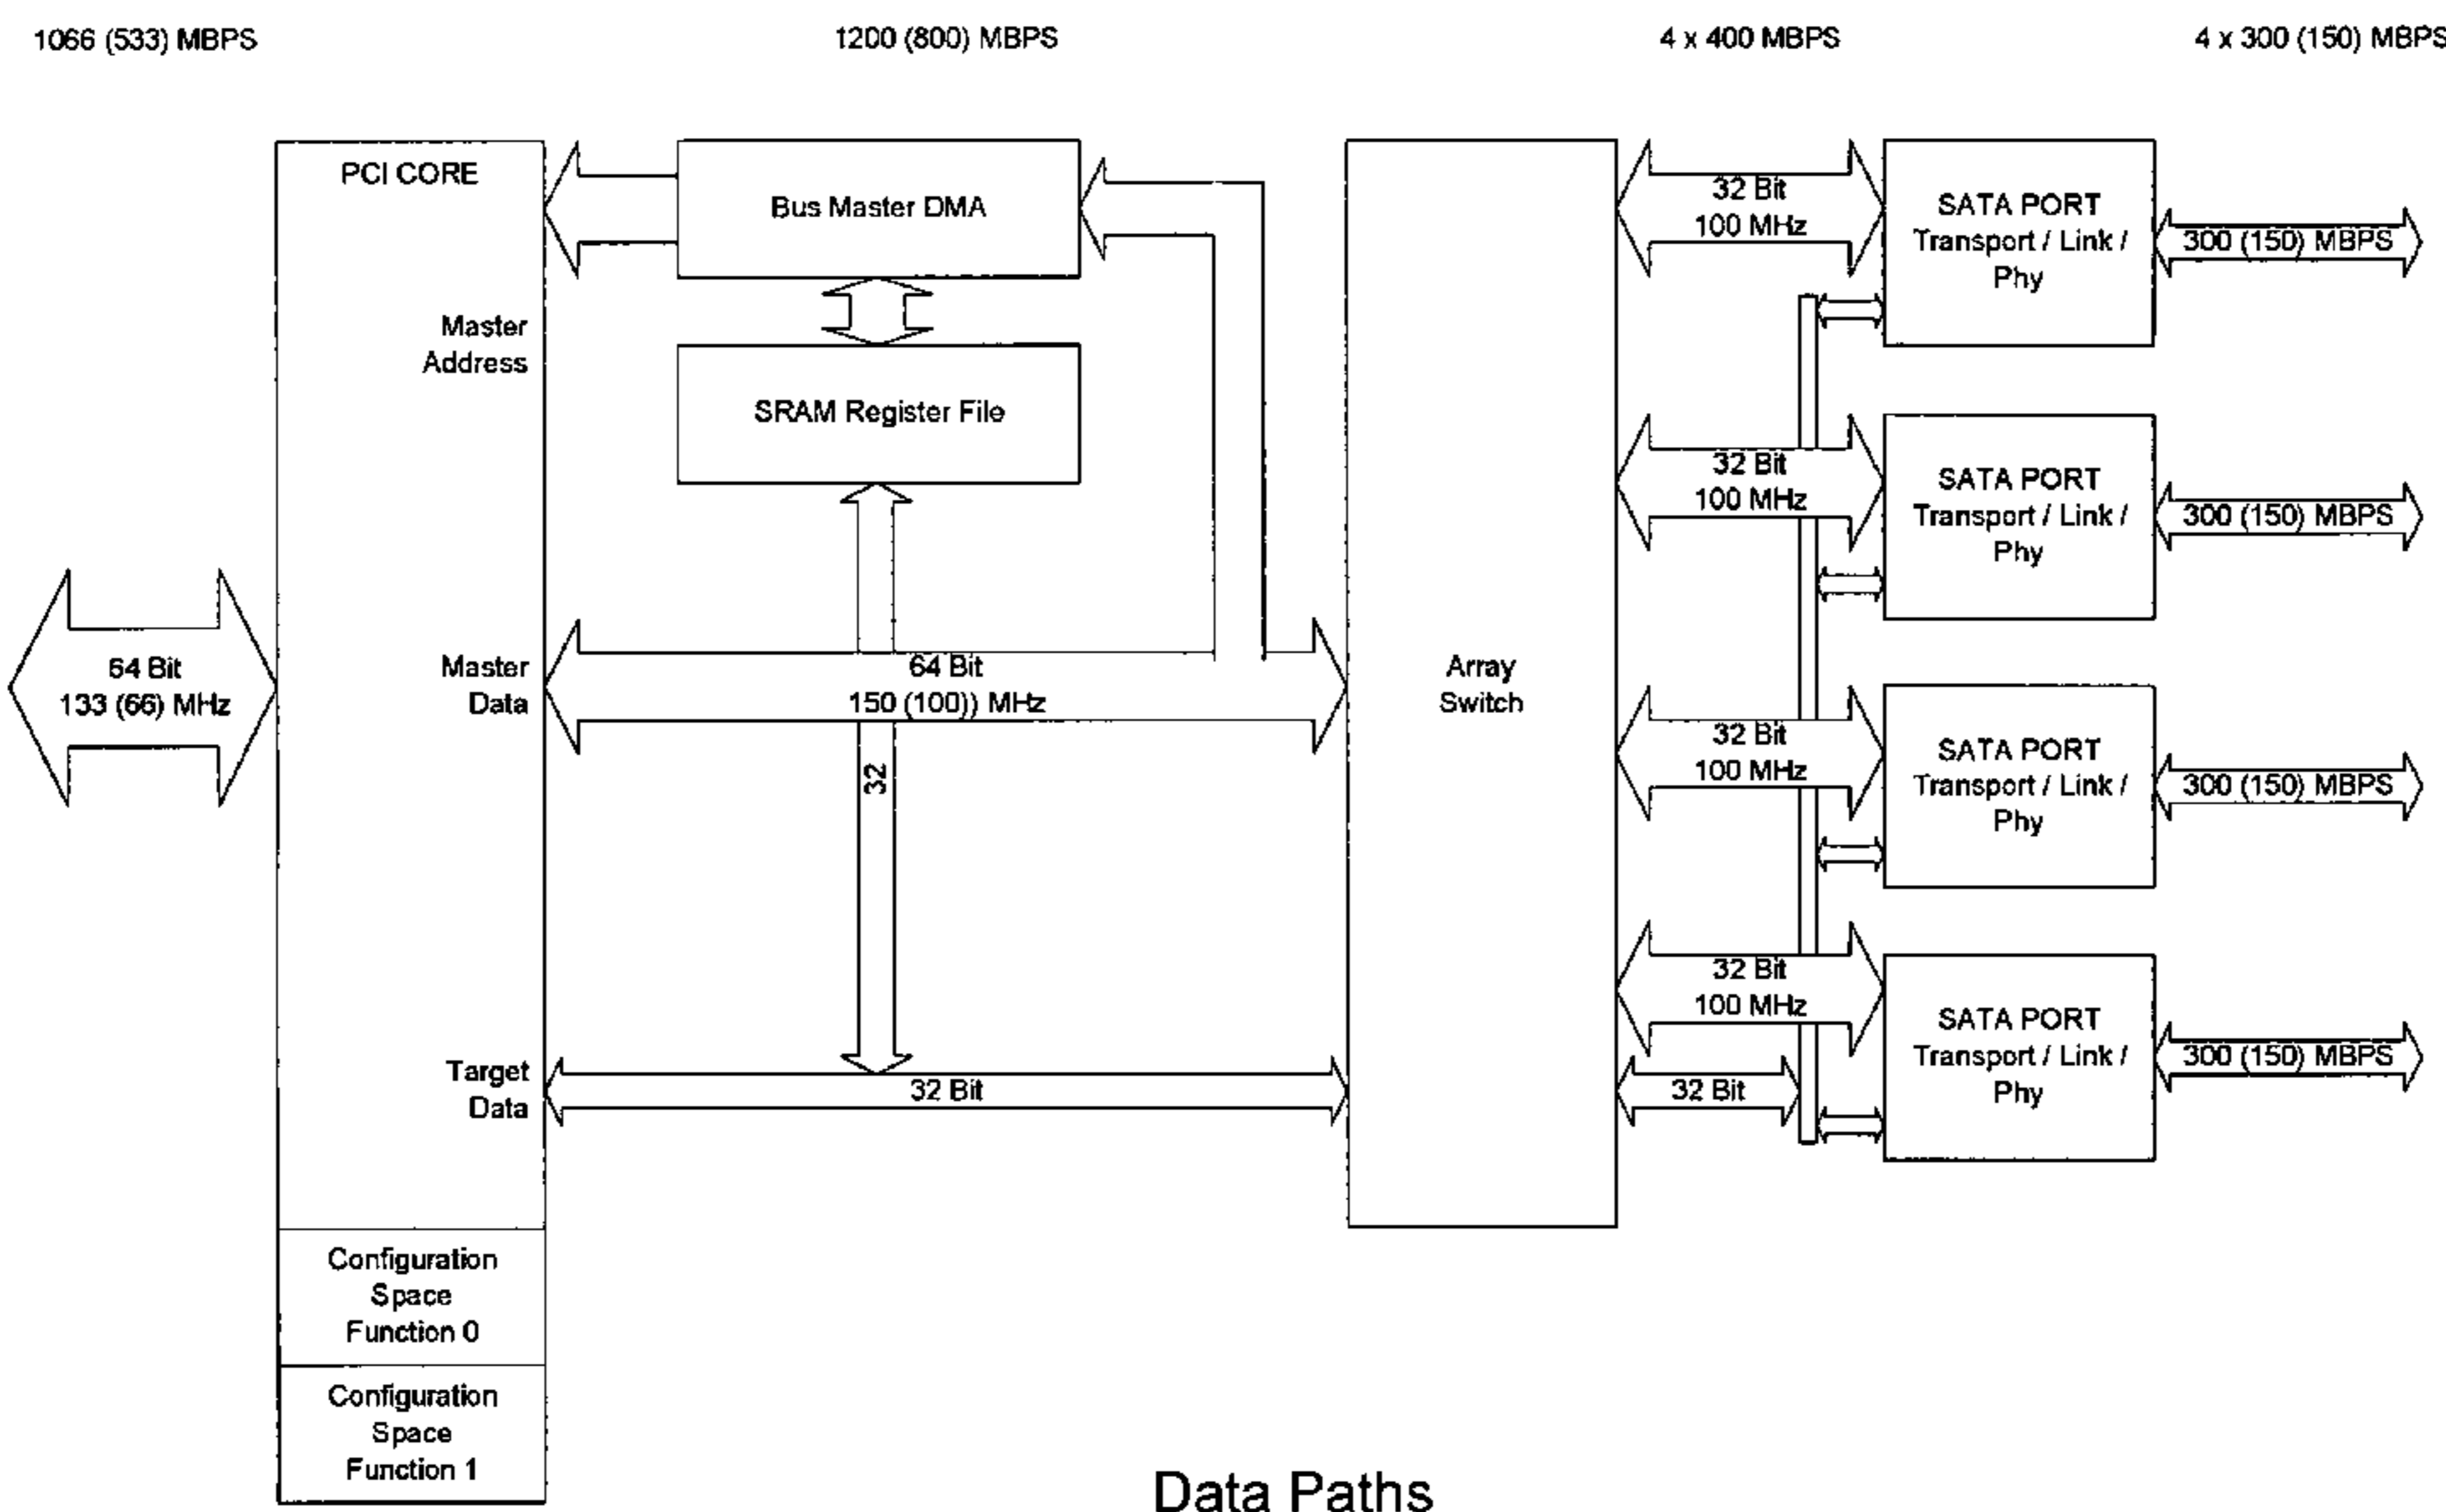 1066 (533) MBPS
1200 (800) MBPS
4 x 400 MBPS
4 x 300 (150) MBPS
PCI CORE
Master
Address
Master
Data
Target
Data
64 Bit
133 (66) MHz
Configuration
Space
Function 0
Configuration
Space
Function 1
Bus Master DMA
SRAM Register File
64 Bit
150 (100)) MHz
32
32 Bit
Array
Switch
32 Bit
100 MHz
32 Bit
100 MHz
32 Bit
100 MHz
32 Bit
100 MHz
32 Bit
SATA PORT
Transport / Link /
Phy
300 (150) MBPS
SATA PORT
Transport / Link /
Phy
300 (150) MBPS
SATA PORT
Transport / Link /
Phy
300 (150) MBPS
SATA PORT
Transport / Link /
Phy
300 (150) MBPS
Data Paths